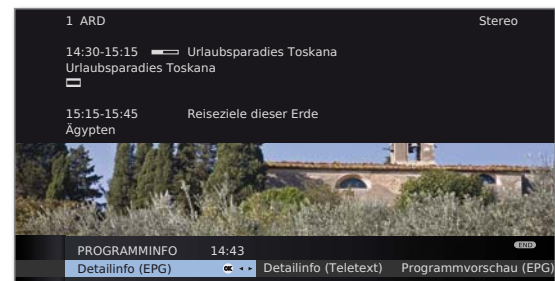 1 ARD Stereo
14:30-15:15 Urlaubsparadies Toskana
Urlaubsparadies Toskana
15:15-15:45 Reiseziele dieser Erde
Ägypten
PROGRAMMINFO 14:43 END
Detailinfo (EPG) OK Detailinfo (Teletext) Programmvorschau (EPG)